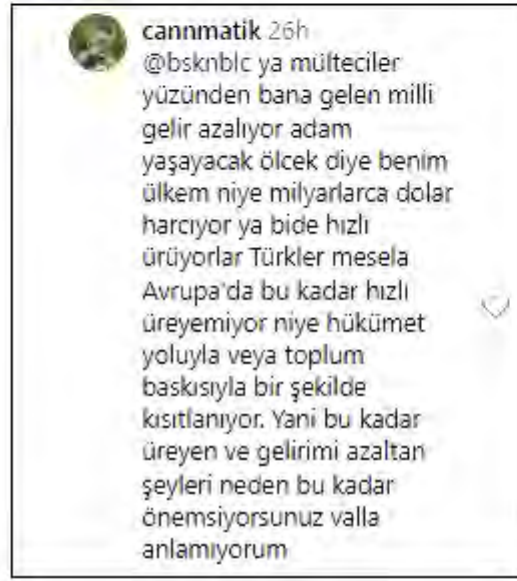 cannmatik 26h
@bsknblc ya mülteciler
yüzünden bana gelen milli
gelir azalıyor adam
yaşayacak ölcek diye benim
ülkem niye milyarlarca dolar
harcıyor ya bide hızlı
ürüyorlar Türkler mesela
Avrupa'da bu kadar hızlı
üreyemiyor niye hükümet
yoluyla veya toplum
baskısıyla bir şekilde
kısıtlanıyor. Yani bu kadar
üreyen ve gelirimi azaltan
şeyleri neden bu kadar
önemsiyorsunuz valla
anlamıyorum